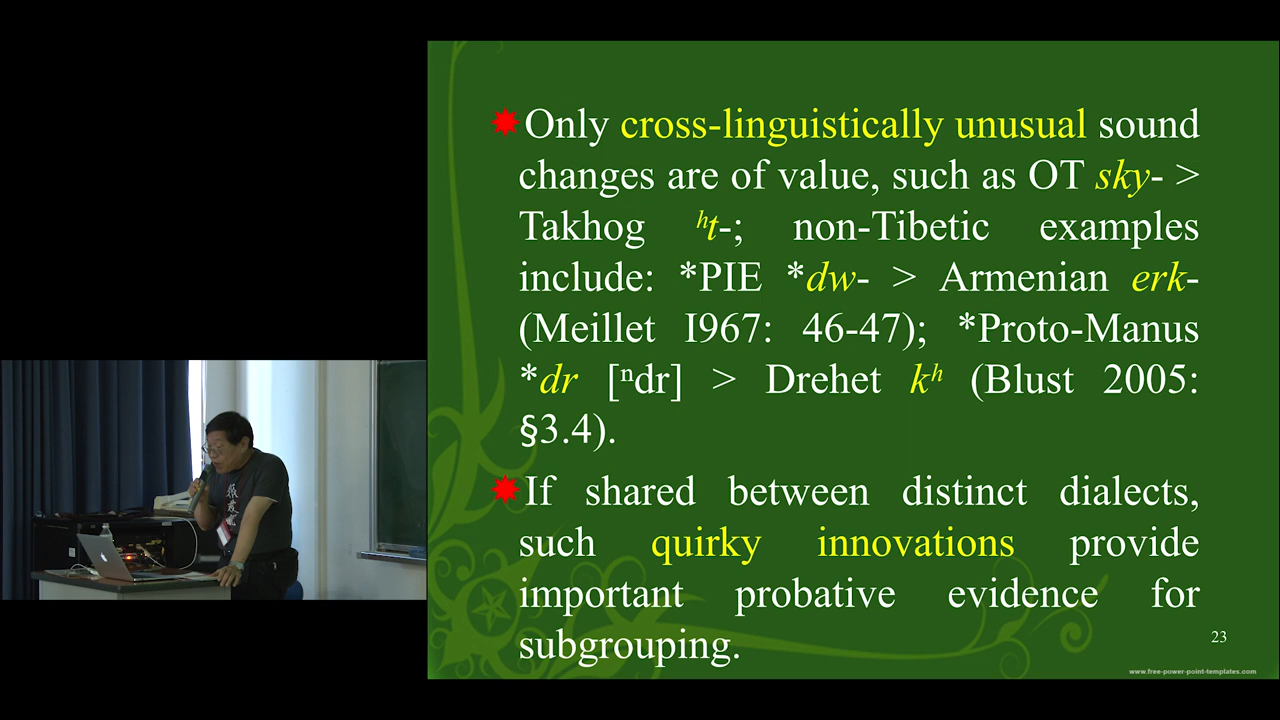 Only cross-linguistically unusual sound
changes are of value, such as OT sky- >
Takhog ʰt-; non-Tibetic examples
include: *PIE *dw- > Armenian erk-
(Meillet I967: 46-47); *Proto-Manus
*dr [ⁿdr] > Drehet kʰ (Blust 2005:
§3.4).
If shared between distinct dialects,
such quirky innovations provide
important probative evidence for
subgrouping.
23
www.free-power-point-templates.com